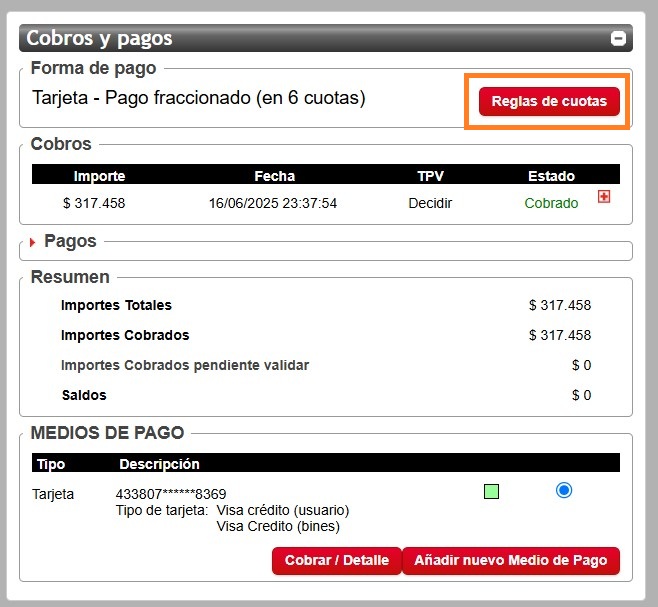 Cobros y pagos
Forma de pago
Tarjeta - Pago fraccionado (en 6 cuotas)
Reglas de cuotas
Cobros
Importe Fecha TPV Estado
$ 317.458 16/06/2025 23:37:54 Decidir Cobrado
Pagos
Resumen
Importes Totales $ 317.458
Importes Cobrados $ 317.458
Importes Cobrados pendiente validar $ 0
Saldos $ 0
MEDIOS DE PAGO
Tipo Descripción
Tarjeta 433807******8369
Tipo de tarjeta: Visa crédito (usuario)
Visa Credito (bines)
Cobrar / Detalle Añadir nuevo Medio de Pago